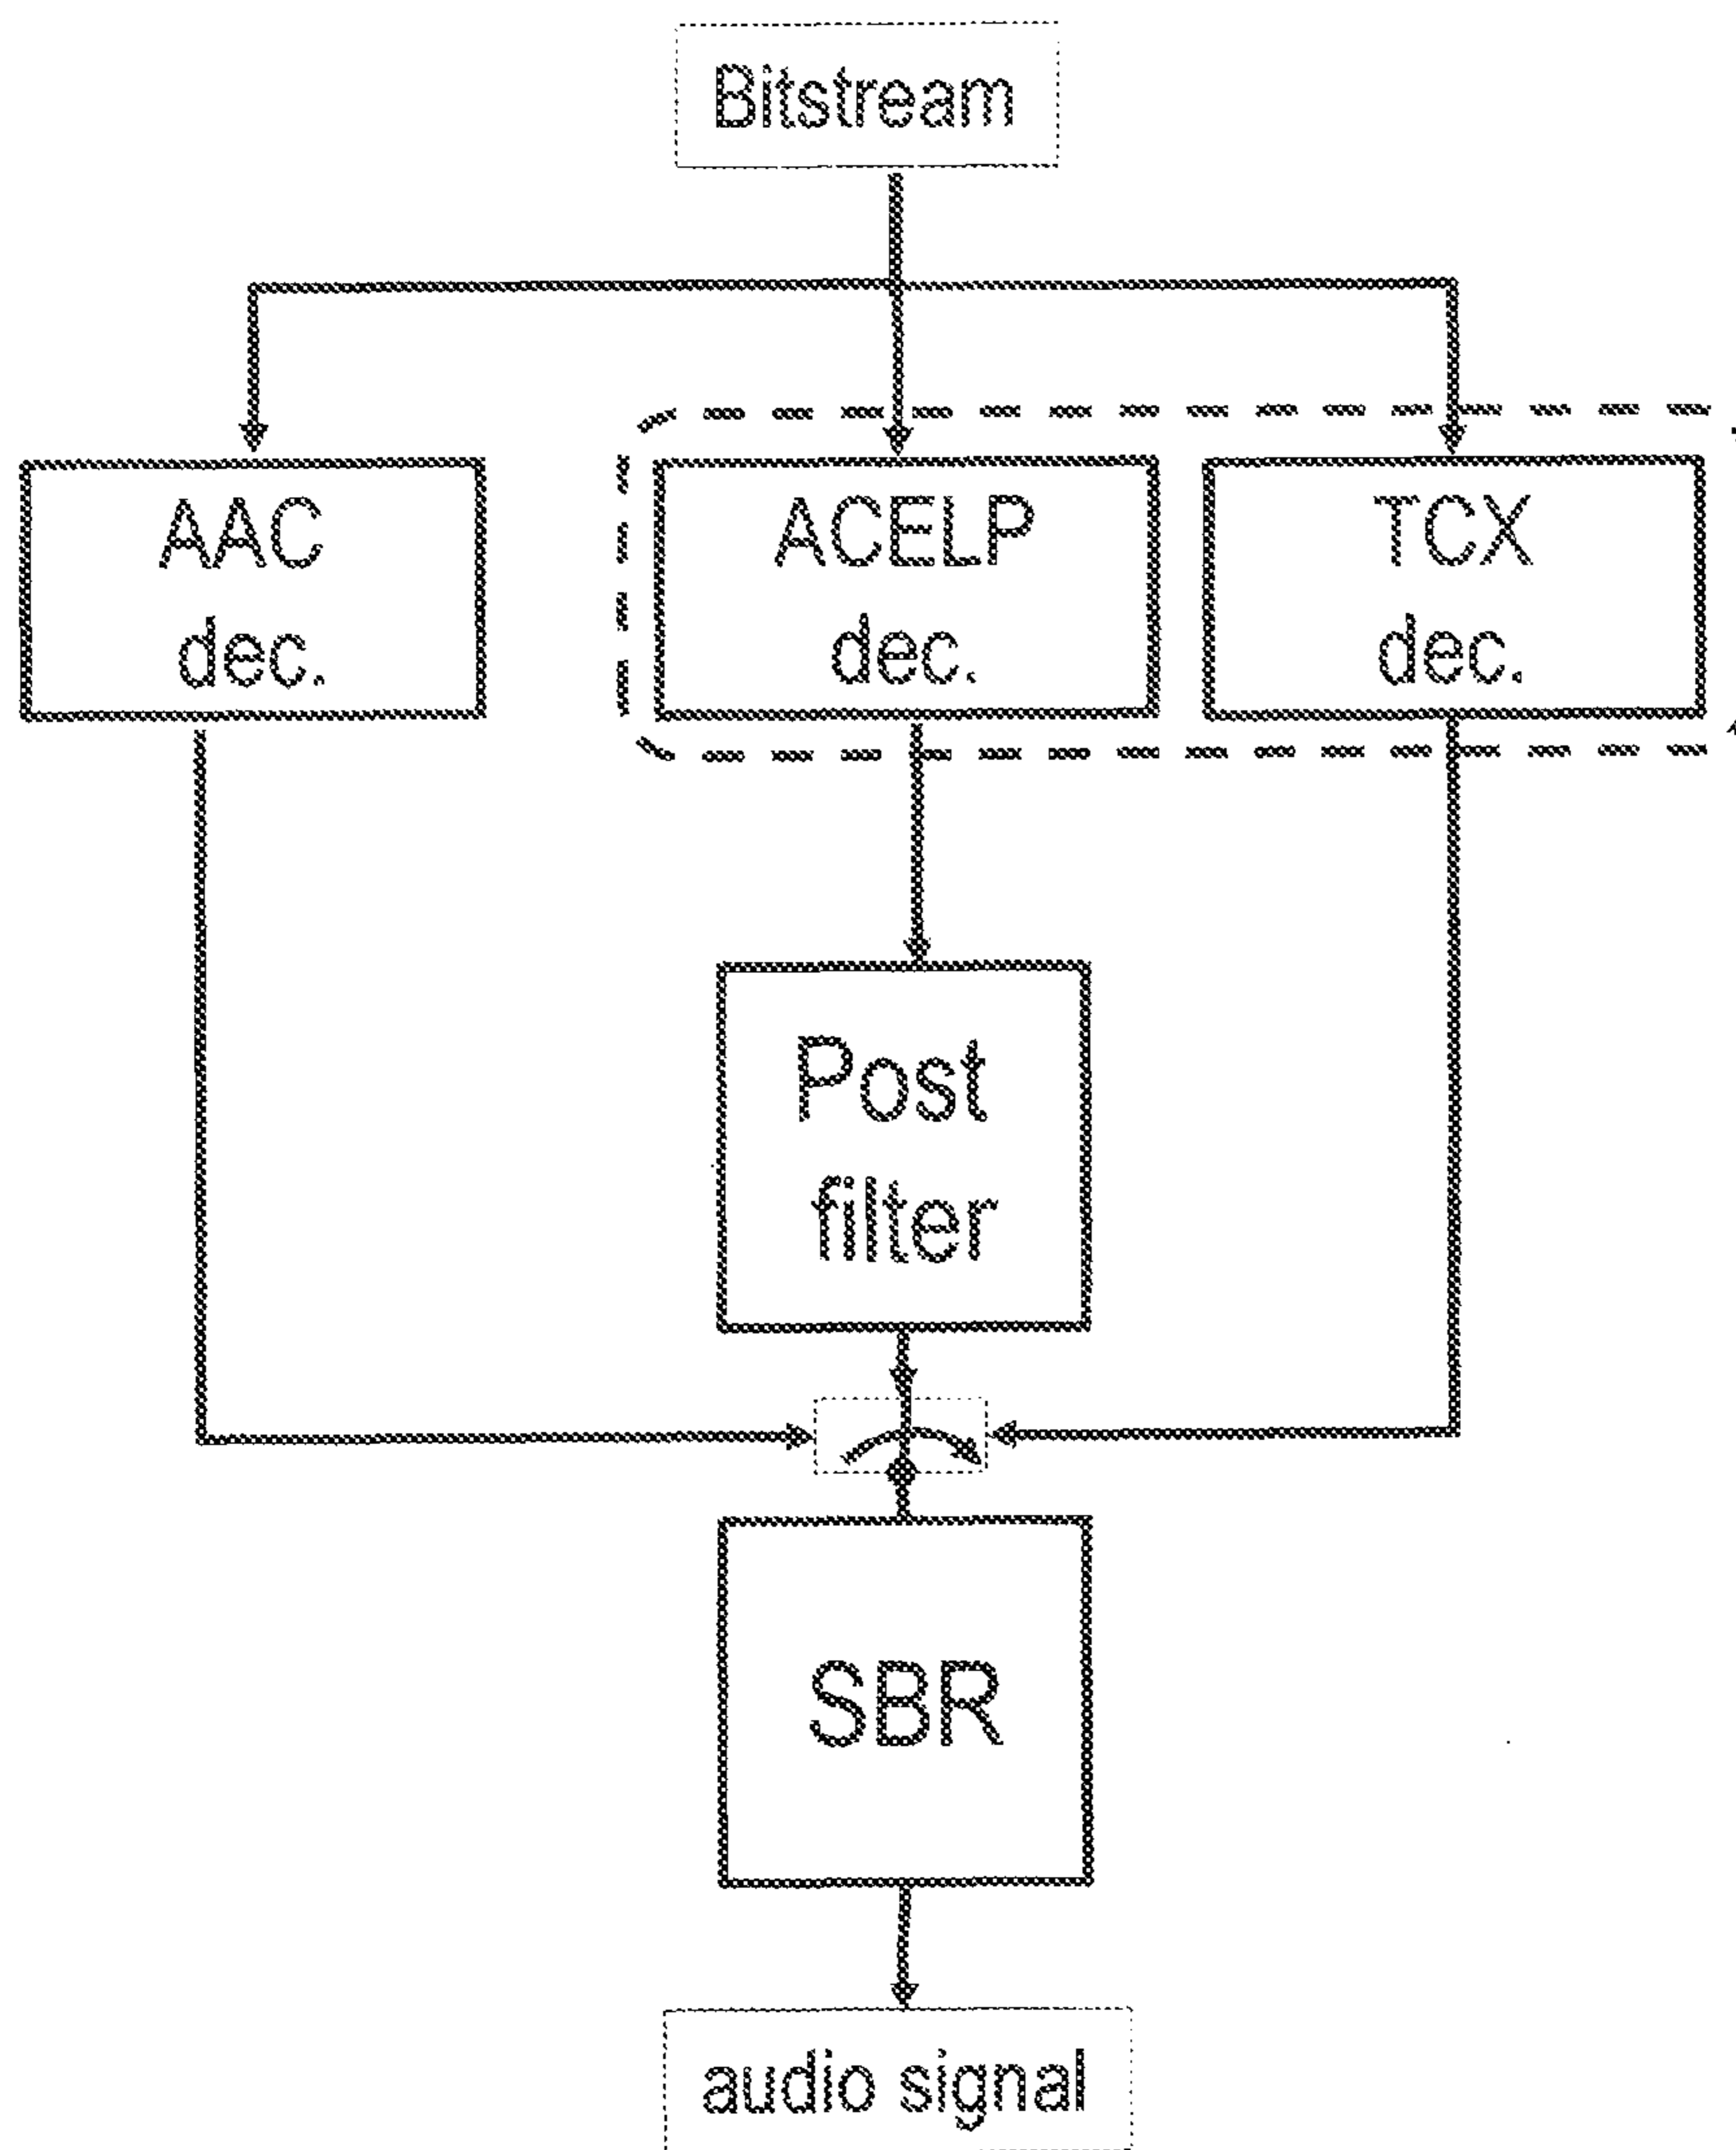 Bitstream
AAC
dec.
ACELP
dec.
TCX
dec.
Post
filter
SBR
audio signal